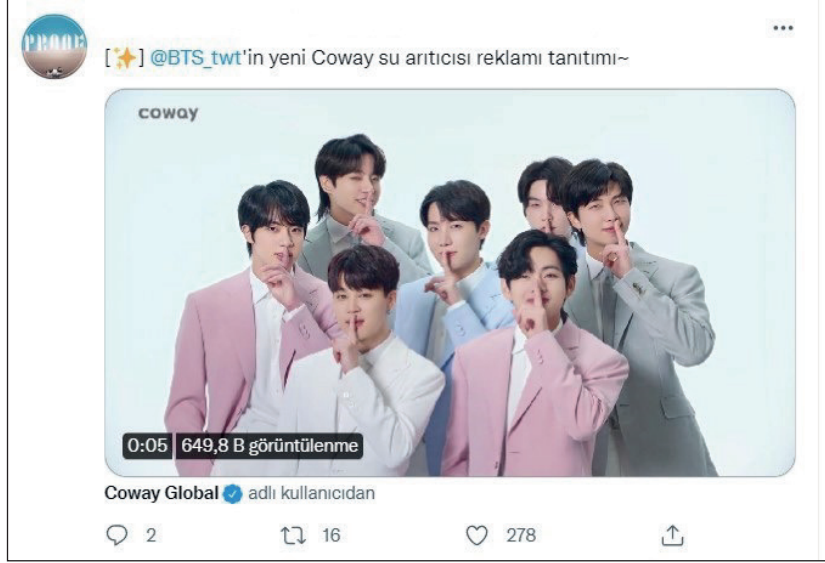 PROOF
[✨] @BTS_twt'in yeni Coway su arıtıcısı reklamı tanıtımı~
coway
0:05 649,8 B görüntülenme
Coway Global adlı kullanıcıdan
2 16 278